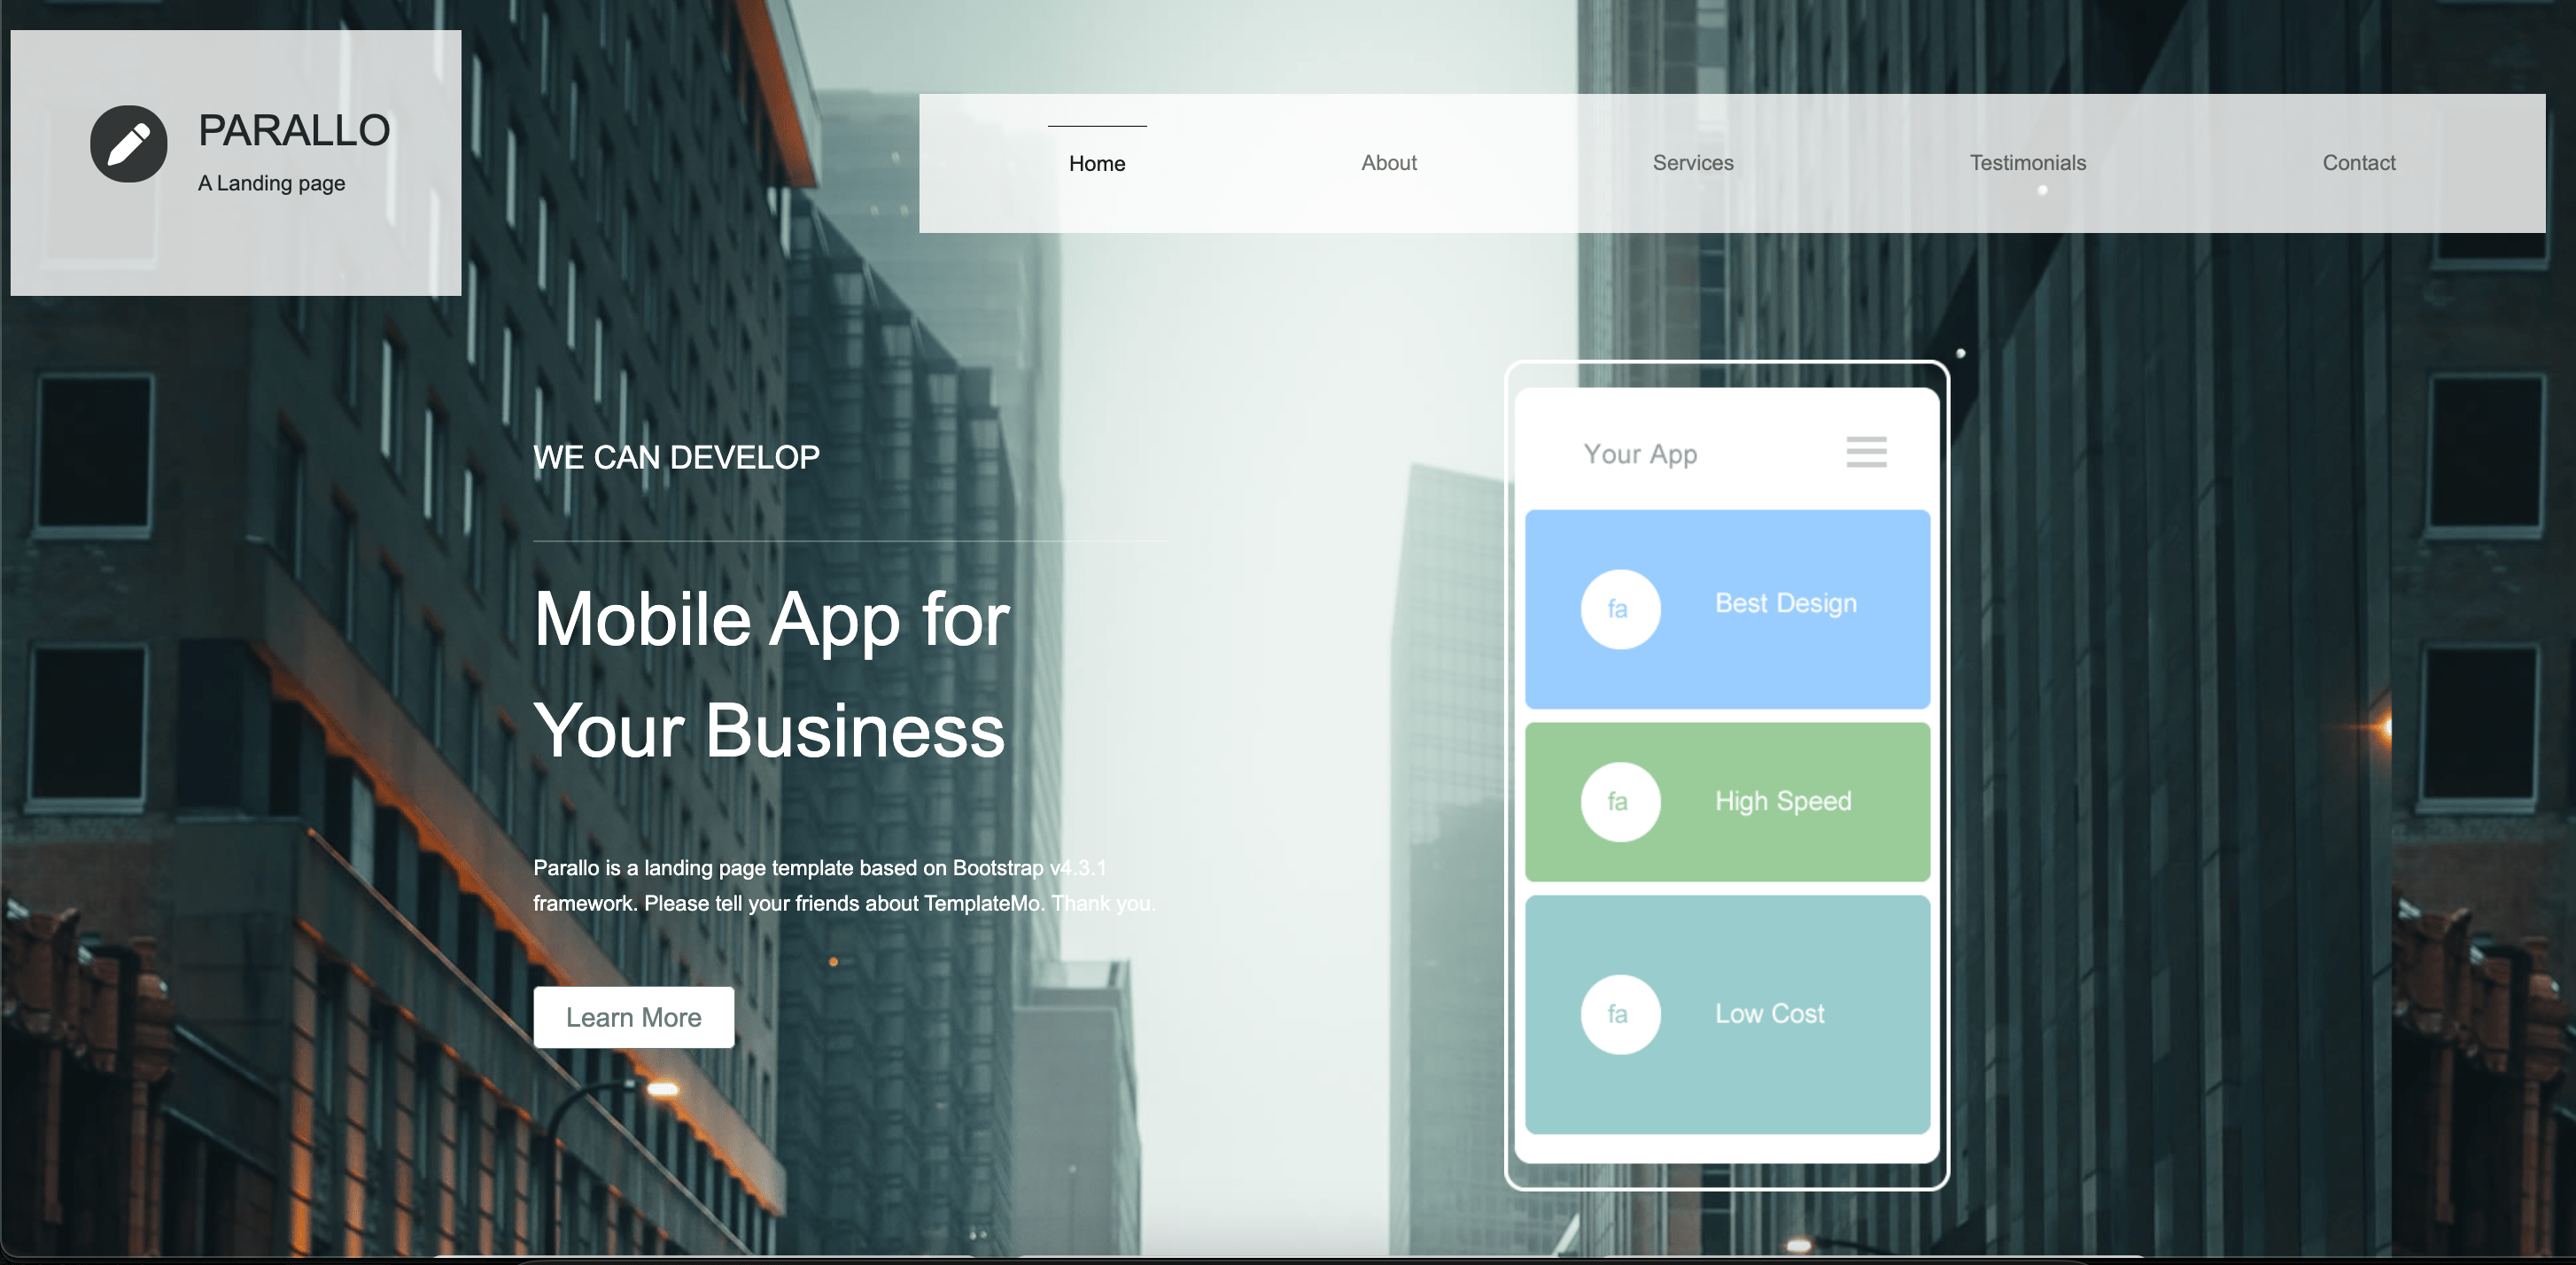 PARALLO
A Landing page
Home
About
Services
Testimonials
Contact
WE CAN DEVELOP
Mobile App for
Your Business
Parallo is a landing page template based on Bootstrap v4.3.1
framework. Please tell your friends about TemplateMo. Thank you.
Learn More
Your App
fa
Best Design
fa
High Speed
fa
Low Cost